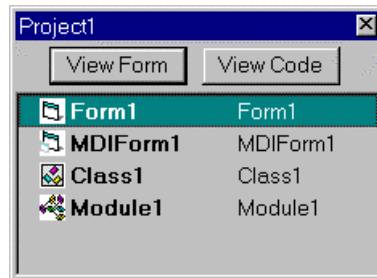 Project1
View Form View Code
Form1 Form1
MDIForm1 MDIForm1
Class1 Class1
Module1 Module1